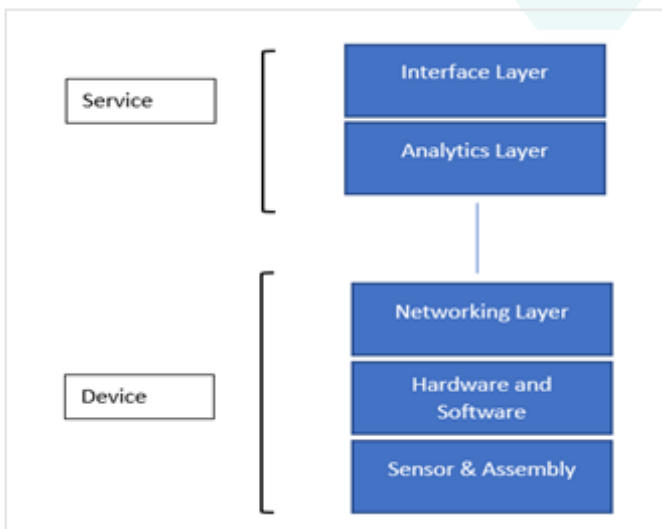 Service
Interface Layer
Analytics Layer
Device
Networking Layer
Hardware and
Software
Sensor & Assembly